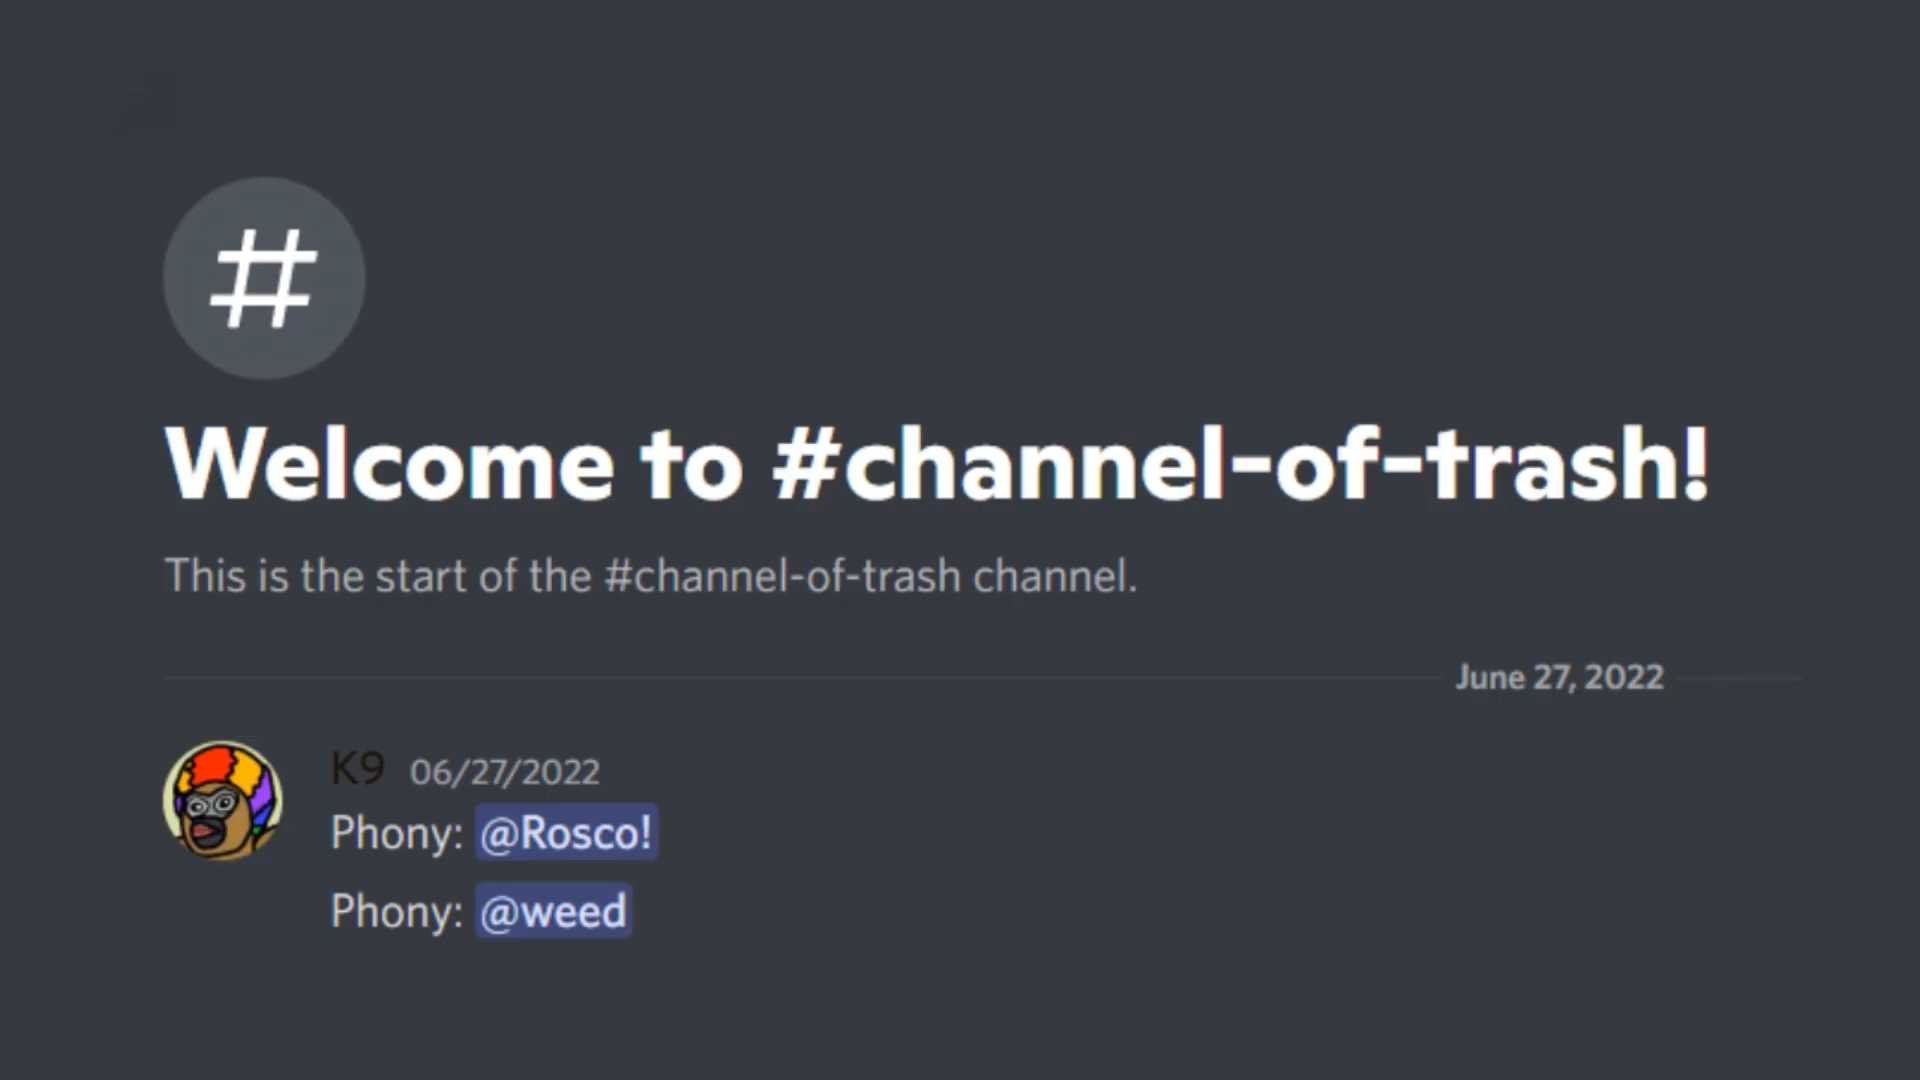 #
Welcome to #channel-of-trash!
This is the start of the #channel-of-trash channel.
June 27, 2022
K9 06/27/2022
Phony: @Rosco!
Phony: @weed